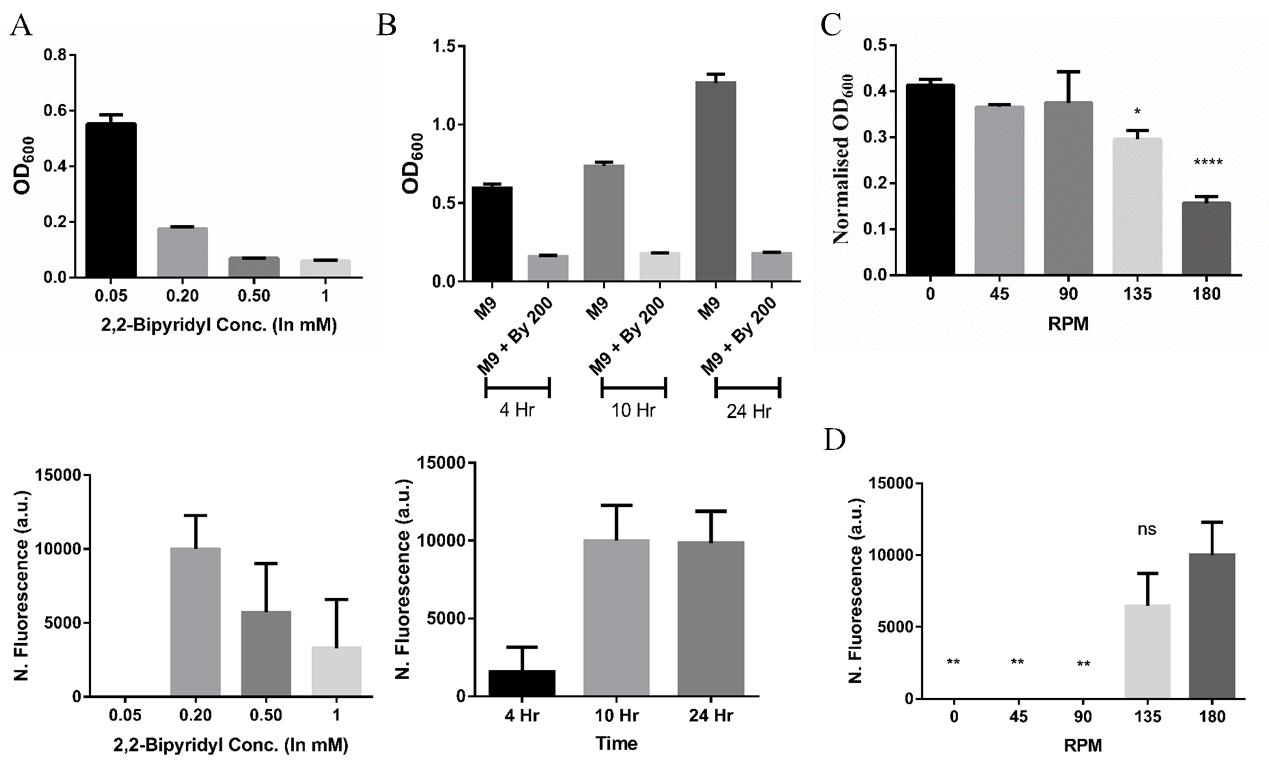 A
OD600
0.8
0.6
0.4
0.2
0.0
0.05 0.20 0.50 1
2,2-Bipyridyl Conc. (In mM)
B
OD600
1.5
1.0
0.5
0.0
M9 M9 + By 200 M9 M9 + By 200 M9 M9 + By 200
4 Hr 10 Hr 24 Hr
C
Normalised OD600
0.5
0.4
0.3
0.2
0.1
0.0
*
****
0 45 90 135 180
RPM
N. Fluorescence (a.u.)
15000
10000
5000
0
0.05 0.20 0.50 1
2,2-Bipyridyl Conc. (In mM)
N. Fluorescence (a.u.)
15000
10000
5000
0
4 Hr 10 Hr 24 Hr
Time
D
N. Fluorescence (a.u.)
15000
10000
5000
0
ns
** ** **
0 45 90 135 180
RPM